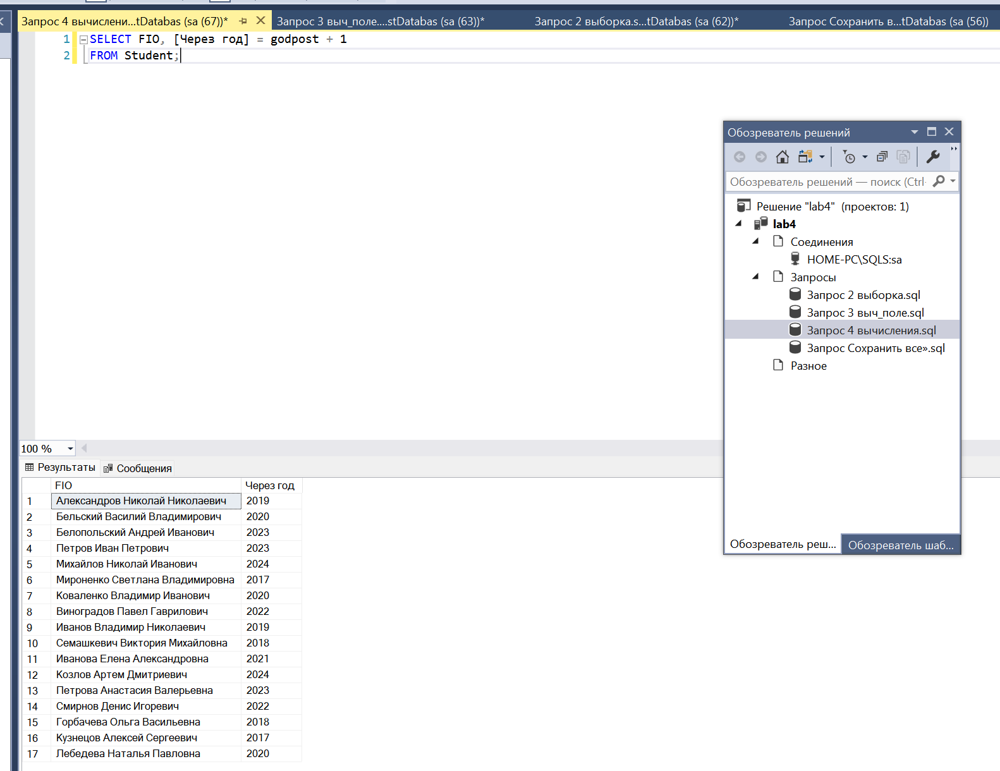 Запрос 4 вычислени...tDatabas (sa (67))*
Запрос 3 выч_поле....stDatabas (sa (63))*
Запрос 2 выборка.s...tDatabas (sa (62))*
Запрос Сохранить в...tDatabas (sa (56))
1 SELECT FIO, [Через год] = godpost + 1
2 FROM Student;
Обозреватель решений
Обозреватель решений — поиск (Ctrl-
Решение "lab4" (проектов: 1)
lab4
Соединения
HOME-PC\SQLS:sa
Запросы
Запрос 2 выборка.sql
Запрос 3 выч_поле.sql
Запрос 4 вычисления.sql
Запрос Сохранить все».sql
Разное
Обозреватель реш... Обозреватель шаб...
100 %
Результаты Сообщения
FIO Через год
1 Александров Николай Николаевич 2019
2 Бельский Василий Владимирович 2020
3 Белопольский Андрей Иванович 2023
4 Петров Иван Петрович 2023
5 Михайлов Николай Иванович 2024
6 Мироненко Светлана Владимировна 2017
7 Коваленко Владимир Иванович 2020
8 Виноградов Павел Гаврилович 2022
9 Иванов Владимир Николаевич 2019
10 Семашкевич Виктория Михайловна 2018
11 Иванова Елена Александровна 2021
12 Козлов Артем Дмитриевич 2024
13 Петрова Анастасия Валерьевна 2023
14 Смирнов Денис Игоревич 2022
15 Горбачева Ольга Васильевна 2018
16 Кузнецов Алексей Сергеевич 2017
17 Лебедева Наталья Павловна 2020